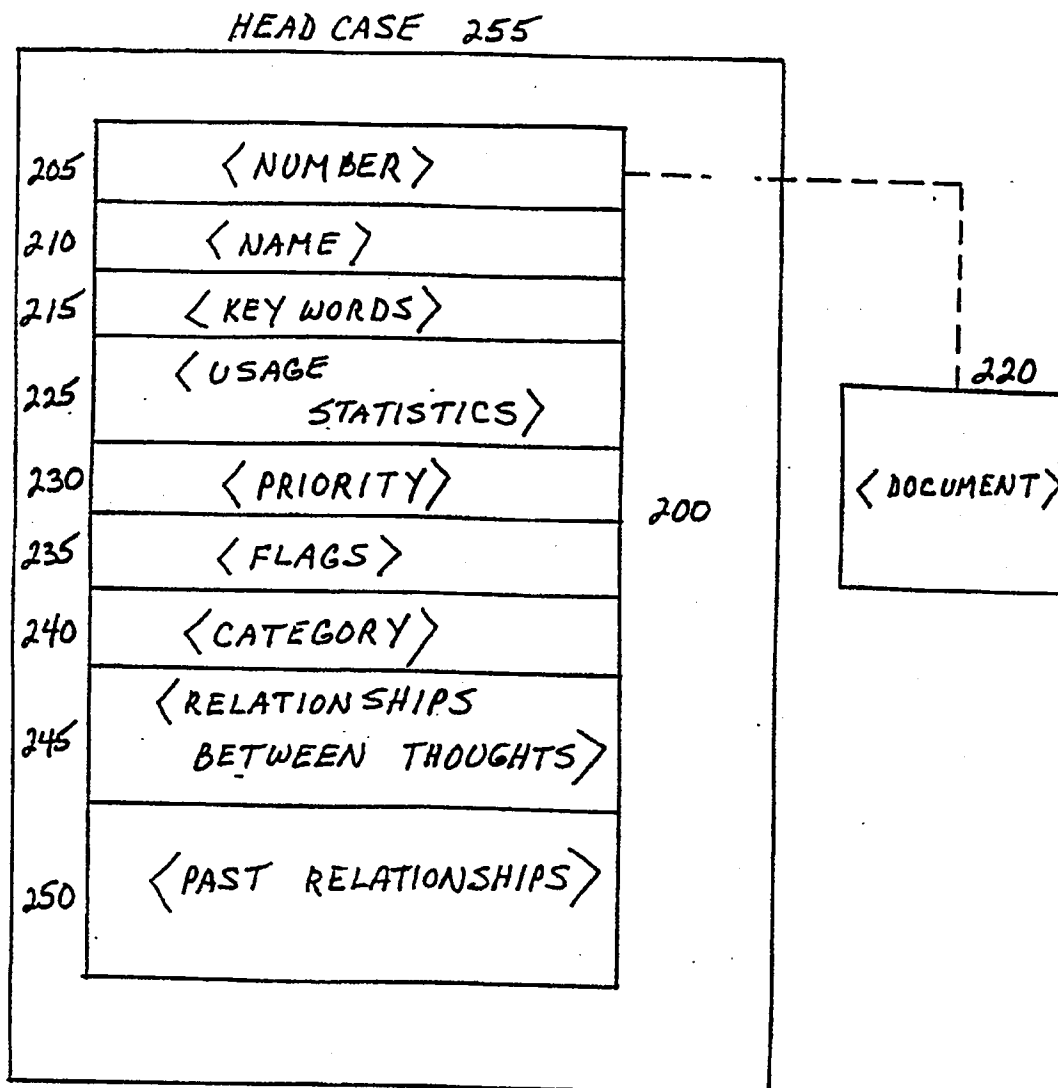 HEAD CASE 255
205 <NUMBER>
210 <NAME>
215 <KEY WORDS>
225 <USAGE
STATISTICS>
230 <PRIORITY>
235 <FLAGS>
240 <CATEGORY>
245 <RELATIONSHIPS
BETWEEN THOUGHTS>
250 <PAST RELATIONSHIPS>
200
220
<DOCUMENT>